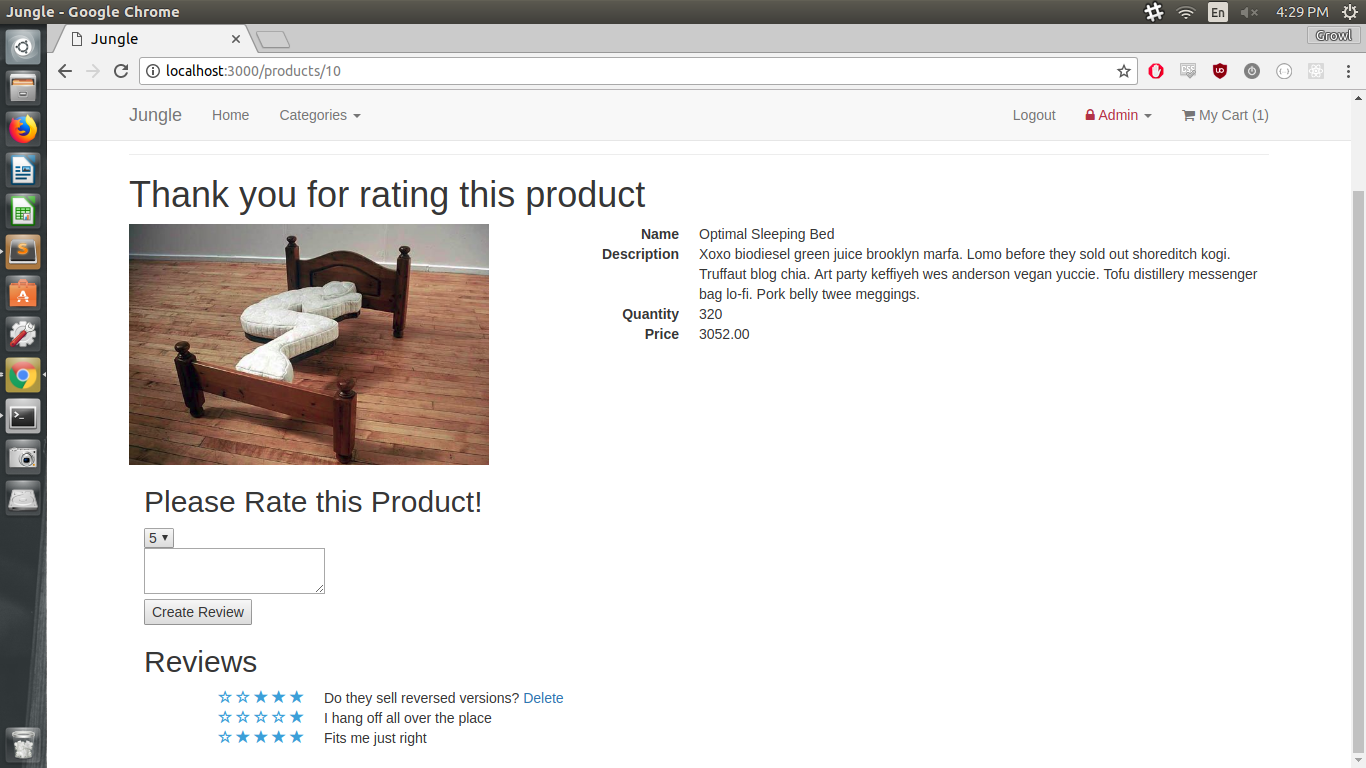 Jungle - Google Chrome
En
4:29 PM
Jungle
Growl
localhost:3000/products/10
Jungle Home Categories Logout Admin My Cart (1)
Thank you for rating this product
Name Optimal Sleeping Bed
Description Xoxo biodiesel green juice brooklyn marfa. Lomo before they sold out shoreditch kogi.
Truffaut blog chia. Art party keffiyeh wes anderson vegan yuccie. Tofu distillery messenger
bag lo-fi. Pork belly twee meggings.
Quantity 320
Price 3052.00
Please Rate this Product!
5
Create Review
Reviews
☆ ☆ ★ ★ ★ Do they sell reversed versions? Delete
☆ ☆ ☆ ☆ ★ I hang off all over the place
☆ ★ ★ ★ ★ Fits me just right